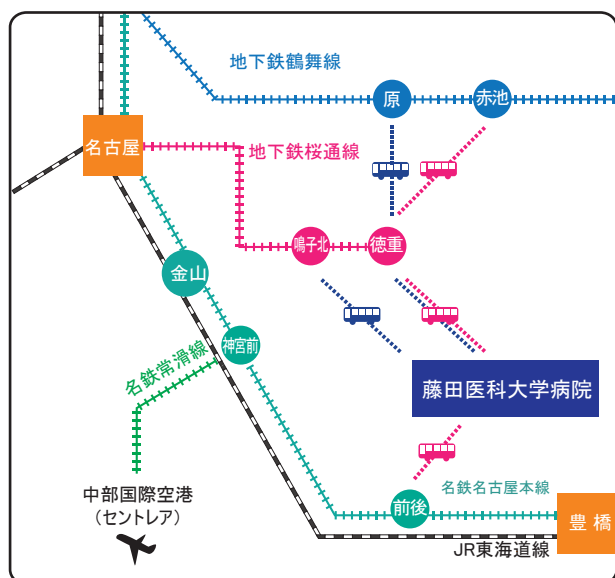 地下鉄鶴舞線
原
赤池
名古屋
地下鉄桜通線
鳴子北
徳重
金山
神宮前
名鉄常滑線
藤田医科大学病院
中部国際空港
（セントレア）
名鉄名古屋本線
前後
豊橋
JR東海道線